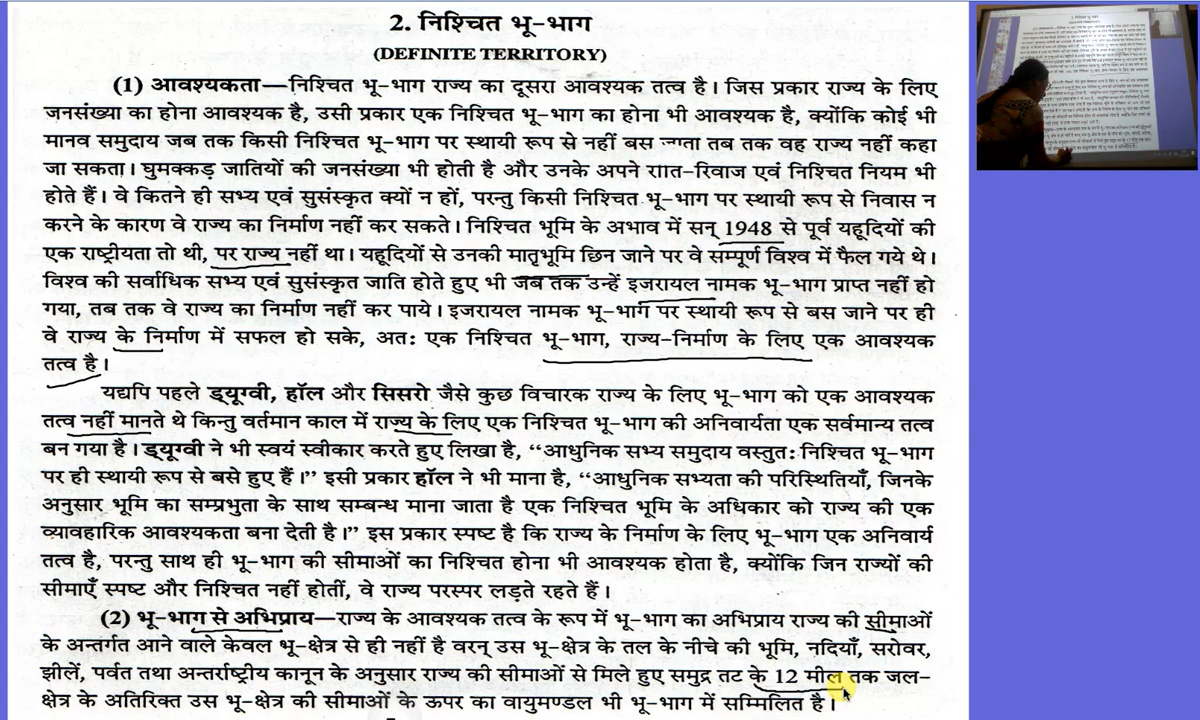 2. निश्चित भू-भाग
(DEFINITE TERRITORY)
(1) आवश्यकता—निश्चित भू-भाग राज्य का दूसरा आवश्यक तत्व है। जिस प्रकार राज्य के लिए
जनसंख्या का होना आवश्यक है, उसी प्रकार एक निश्चित भू-भाग का होना भी आवश्यक है, क्योंकि कोई भी
मानव समुदाय जब तक किसी निश्चित भू-भाग पर स्थायी रूप से नहीं बस तब तक वह राज्य नहीं कहा
जा सकता। घुमक्कड़ जातियों की जनसंख्या भी होती है और उनके अपने रीति-रिवाज एवं निश्चित नियम भी
होते हैं। वे कितने ही सभ्य एवं सुसंस्कृत क्यों न हों, परन्तु किसी निश्चित भू-भाग पर स्थायी रूप से निवास न
करने के कारण वे राज्य का निर्माण नहीं कर सकते। निश्चित भूमि के अभाव में सन् 1948 से पूर्व यहूदियों की
एक राष्ट्रीयता तो थी, पर राज्य नहीं था। यहूदियों से उनकी मातृभूमि छिन जाने पर वे सम्पूर्ण विश्व में फैल गये थे।
विश्व की सर्वाधिक सभ्य एवं सुसंस्कृत जाति होते हुए भी जब तक उन्हें इजरायल नामक भू-भाग प्राप्त नहीं हो
गया, तब तक वे राज्य का निर्माण नहीं कर पाये। इजरायल नामक भू-भाग पर स्थायी रूप से बस जाने पर ही
वे राज्य के निर्माण में सफल हो सके, अतः एक निश्चित भू-भाग, राज्य-निर्माण के लिए एक आवश्यक
तत्व है।
यद्यपि पहले ड्यूग्वी, हॉल और सिसरो जैसे कुछ विचारक राज्य के लिए भू-भाग को एक आवश्यक
तत्व नहीं मानते थे किन्तु वर्तमान काल में राज्य के लिए एक निश्चित भू-भाग की अनिवार्यता एक सर्वमान्य तत्व
बन गया है। ड्यूग्वी ने भी स्वयं स्वीकार करते हुए लिखा है, “आधुनिक सभ्य समुदाय वस्तुतः निश्चित भू-भाग
पर ही स्थायी रूप से बसे हुए हैं।” इसी प्रकार हॉल ने भी माना है, “आधुनिक सभ्यता की परिस्थितियाँ, जिनके
अनुसार भूमि का सम्प्रभुता के साथ सम्बन्ध माना जाता है एक निश्चित भूमि के अधिकार को राज्य की एक
व्यावहारिक आवश्यकता बना देती है।” इस प्रकार स्पष्ट है कि राज्य के निर्माण के लिए भू-भाग एक अनिवार्य
तत्व है, परन्तु साथ ही भू-भाग की सीमाओं का निश्चित होना भी आवश्यक होता है, क्योंकि जिन राज्यों की
सीमाएँ स्पष्ट और निश्चित नहीं होतीं, वे राज्य परस्पर लड़ते रहते हैं।
(2) भू-भाग से अभिप्राय—राज्य के आवश्यक तत्व के रूप में भू-भाग का अभिप्राय राज्य की सीमाओं
के अन्तर्गत आने वाले केवल भू-क्षेत्र से ही नहीं है वरन् उस भू-क्षेत्र के तल के नीचे की भूमि, नदियाँ, सरोवर,
झीलें, पर्वत तथा अन्तर्राष्ट्रीय कानून के अनुसार राज्य की सीमाओं से मिले हुए समुद्र तट के 12 मील तक जल-
क्षेत्र के अतिरिक्त उस भू-क्षेत्र की सीमाओं के ऊपर का वायुमण्डल भी भू-भाग में सम्मिलित है।